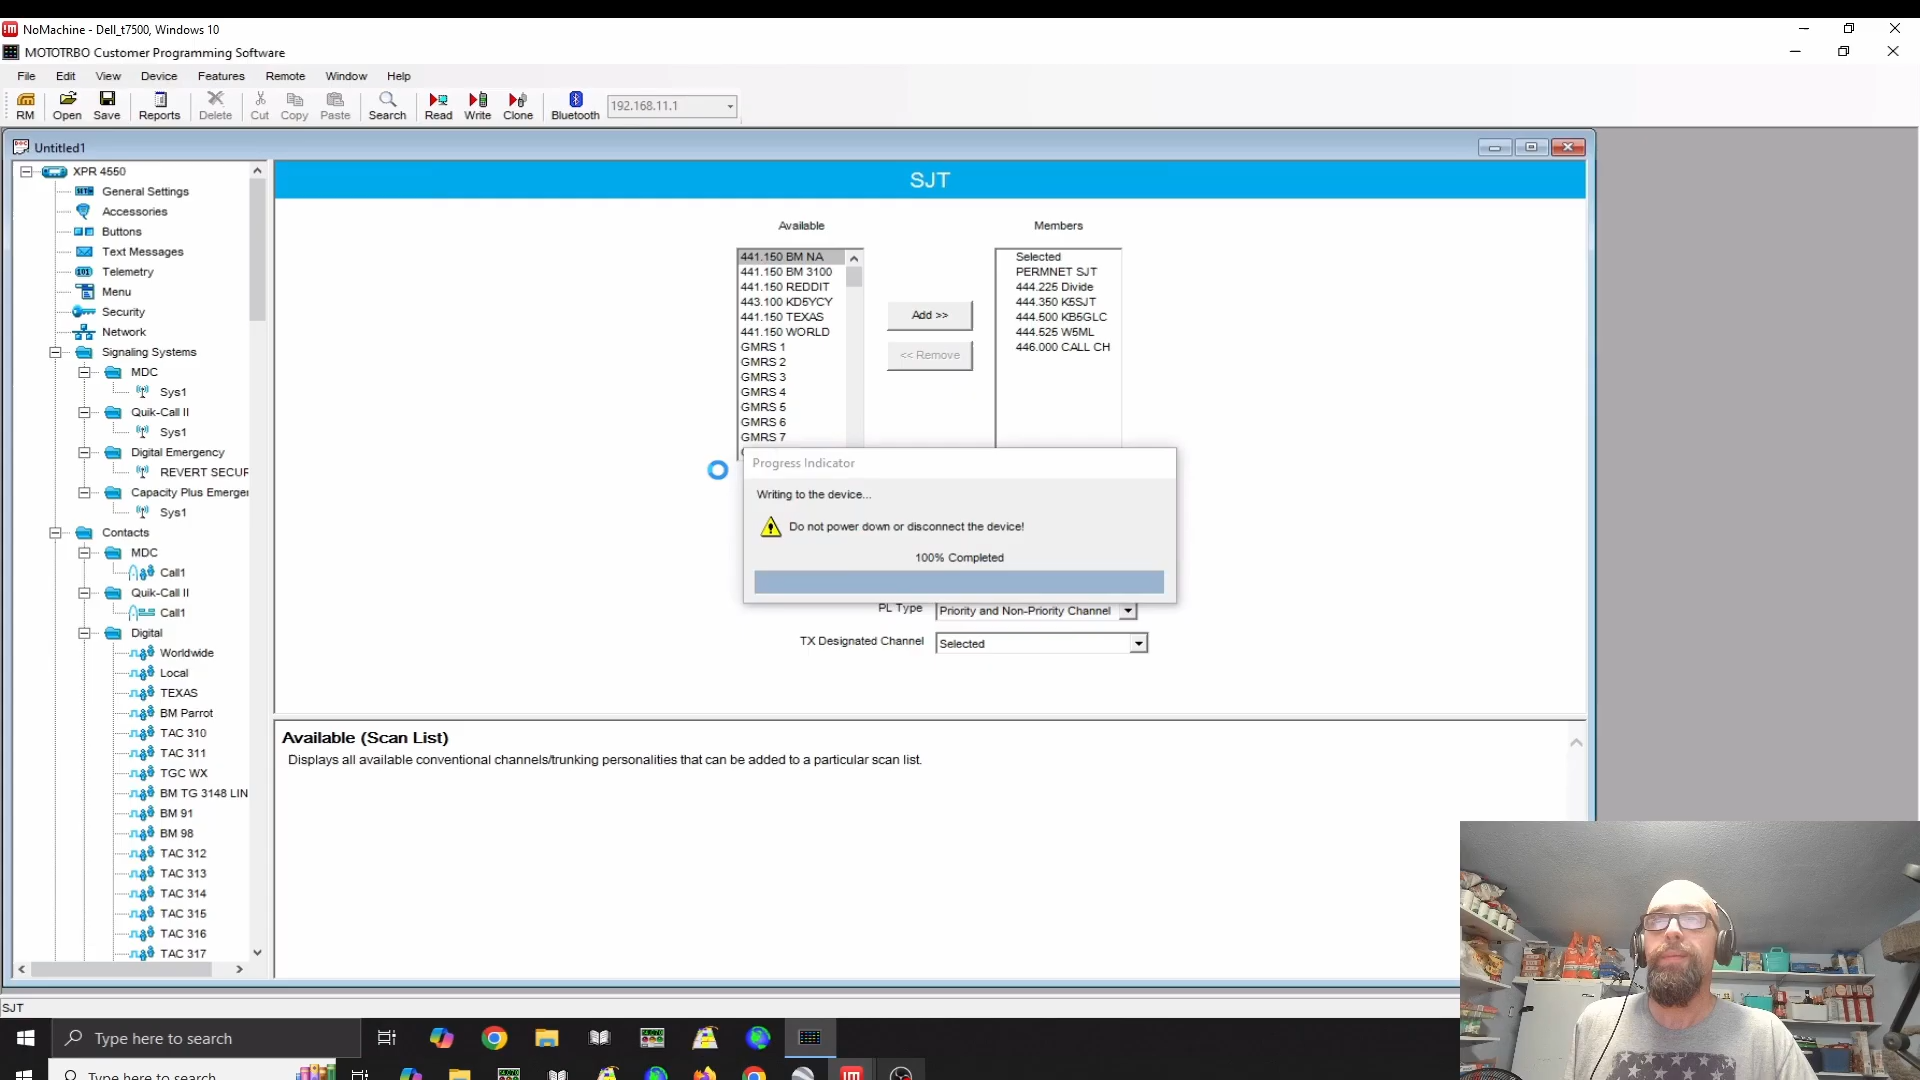 NoMachine - Dell_t7500, Windows 10
MOTOTRBO Customer Programming Software
File Edit View Device Features Remote Window Help
RM Open Save Reports Delete Cut Copy Paste Search Read Write Clone Bluetooth 192.168.11.1
Untitled1
XPR 4550
General Settings
Accessories
Buttons
Text Messages
Telemetry
Menu
Security
Network
Signaling Systems
MDC
Sys1
Quik-Call II
Sys1
Digital Emergency
REVERT SECUR
Capacity Plus Emerger
Sys1
Contacts
MDC
Call1
Quik-Call II
Call1
Digital
Worldwide
Local
TEXAS
BM Parrot
TAC 310
TAC 311
TGC WX
BM TG 3148 LIN
BM 91
BM 98
TAC 312
TAC 313
TAC 314
TAC 315
TAC 316
TAC 317
SJT
Available
441.150 BM NA
441.150 BM 3100
441.150 REDDIT
443.100 KD5YCY
441.150 TEXAS
441.150 WORLD
GMRS 1
GMRS 2
GMRS 3
GMRS 4
GMRS 5
GMRS 6
GMRS 7
Add >>
<< Remove
Members
Selected
PERMNET SJT
444.225 Divide
444.350 K5SJT
444.500 KB5GLC
444.525 W5ML
446.000 CALL CH
Progress Indicator
Writing to the device...
Do not power down or disconnect the device!
100% Completed
PL Type Priority and Non-Priority Channel
TX Designated Channel Selected
Available (Scan List)
Displays all available conventional channels/trunking personalities that can be added to a particular scan list.
SJT
Type here to search
Type here to search